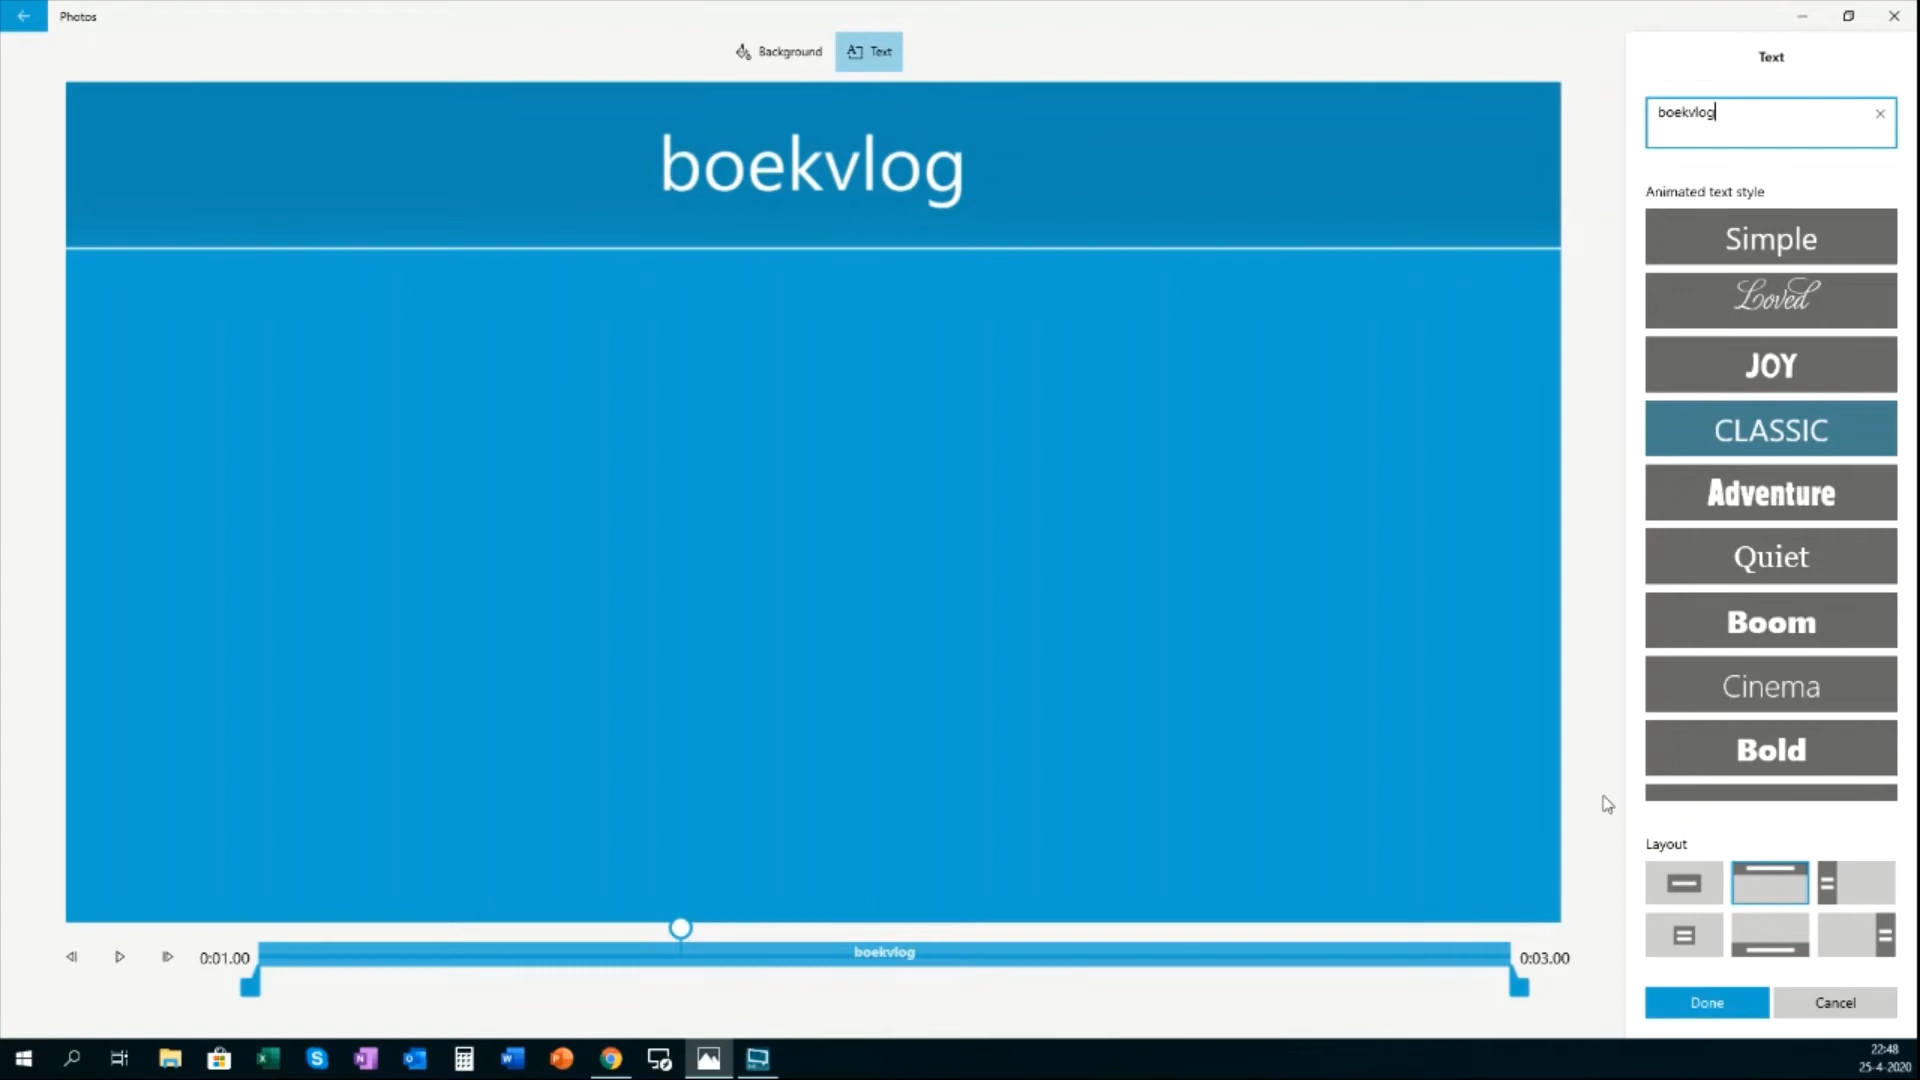 Photos
Background
Text
Text
boekvlog
boekvlog
Animated text style
Simple
Loved
JOY
CLASSIC
Adventure
Quiet
Boom
Cinema
Bold
Layout
0:01.00
boekvlog
0:03.00
Done
Cancel
22:48
25-4-2020